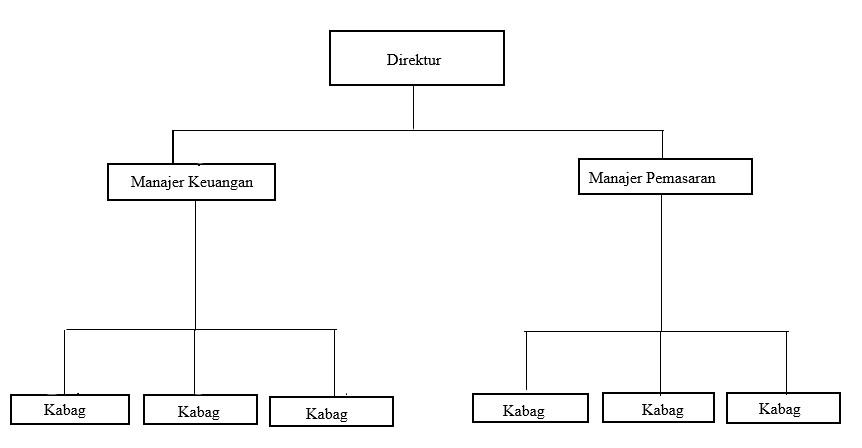 Direktur
Manajer Keuangan
Manajer Pemasaran
Kabag
Kabag
Kabag
Kabag
Kabag
Kabag